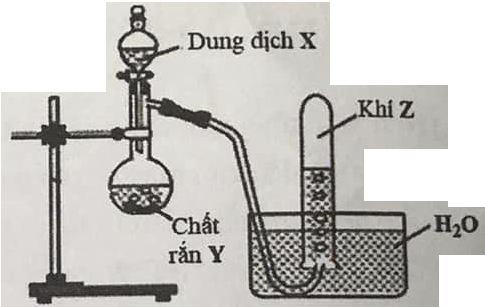 Dung dịch X
Khí Z
H₂O
Chất
rắn Y